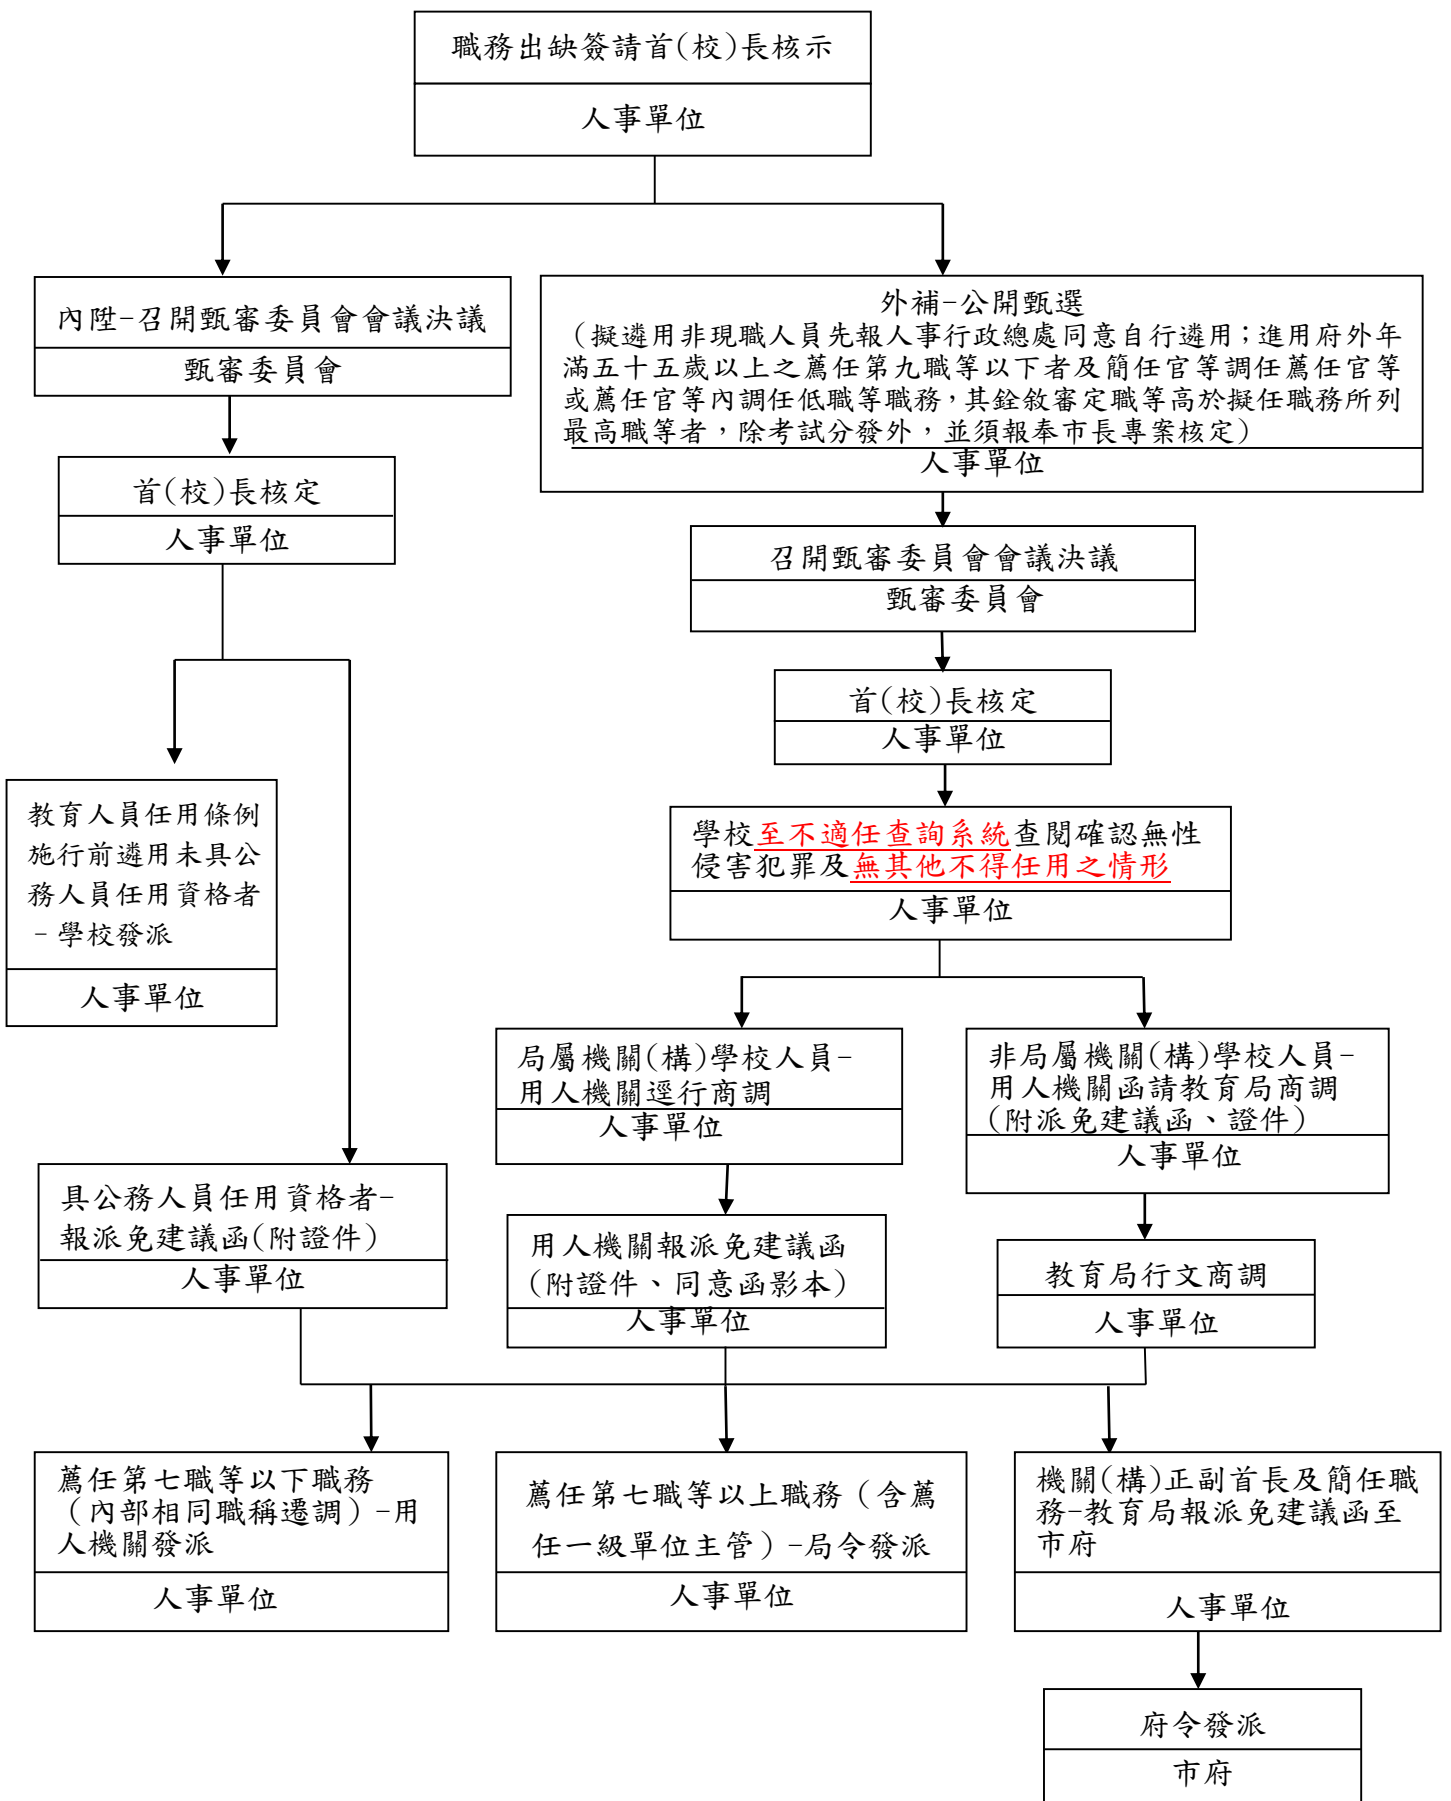 職務出缺簽請首(校)長核示
人事單位
內陞-召開甄審委員會會議決議
甄審委員會
首(校)長核定
人事單位
外補-公開甄選
（擬遴用非現職人員先報人事行政總處同意自行遴用；進用府外年
滿五十五歲以上之薦任第九職等以下者及簡任官等調任薦任官等
或薦任官等內調任低職等職務，其銓敘審定職等高於擬任職務所列
最高職等者，除考試分發外，並須報奉市長專案核定）
人事單位
召開甄審委員會會議決議
甄審委員會
首(校)長核定
人事單位
學校至不適任查詢系統查閱確認無性
侵害犯罪及無其他不得任用之情形
人事單位
教育人員任用條例
施行前遴用未具公
務人員任用資格者
-學校發派
人事單位
局屬機關(構)學校人員-
用人機關逕行商調
人事單位
非局屬機關(構)學校人員-
用人機關函請教育局商調
(附派免建議函、證件)
人事單位
具公務人員任用資格者-
報派免建議函(附證件)
人事單位
用人機關報派免建議函
(附證件、同意函影本)
人事單位
教育局行文商調
人事單位
薦任第七職等以下職務
（內部相同職稱遷調）-用
人機關發派
人事單位
薦任第七職等以上職務（含薦
任一級單位主管）-局令發派
人事單位
機關(構)正副首長及簡任職
務-教育局報派免建議函至
市府
人事單位
府令發派
市府